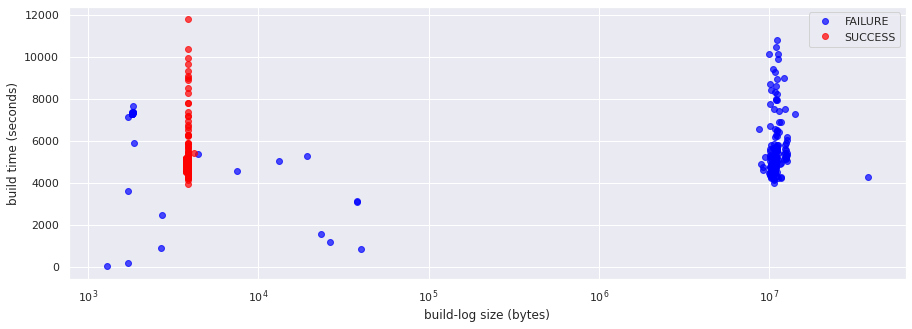 12000
10000
8000
6000
4000
2000
0
build time (seconds)
FAILURE
SUCCESS
10³ 10⁴ 10⁵ 10⁶ 10⁷
build-log size (bytes)